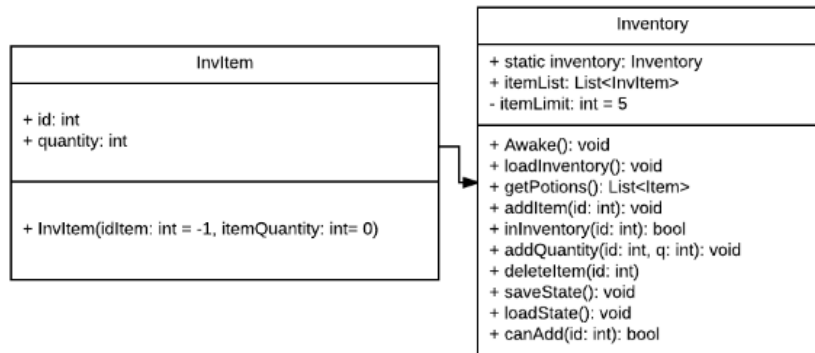 InvItem
+ id: int
+ quantity: int
+ InvItem(idItem: int = -1, itemQuantity: int= 0)
Inventory
+ static inventory: Inventory
+ itemList: List<InvItem>
- itemLimit: int = 5
+ Awake(): void
+ loadInventory(): void
+ getPotions(): List<Item>
+ addItem(id: int): void
+ inInventory(id: int): bool
+ addQuantity(id: int, q: int): void
+ deleteItem(id: int)
+ saveState(): void
+ loadState(): void
+ canAdd(id: int): bool